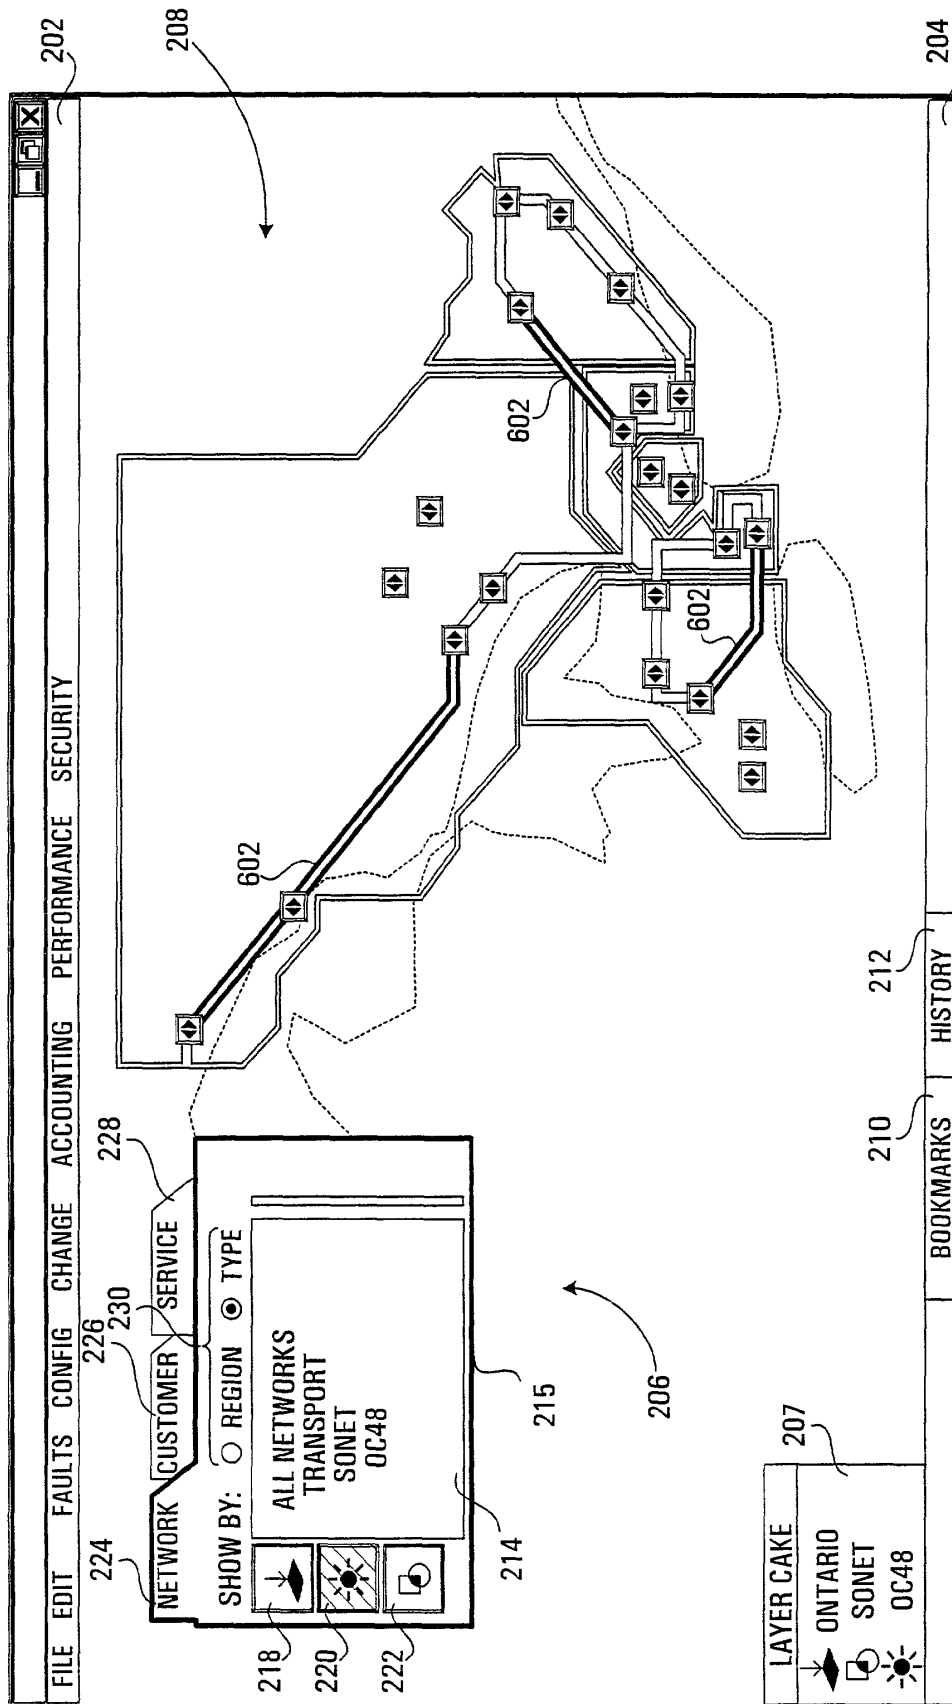 202
FILE EDIT FAULTS CONFIG CHANGE ACCOUNTING PERFORMANCE SECURITY
208
224
226
228
NETWORK
CUSTOMER
SERVICE
230
SHOW BY: REGION TYPE
218
220
222
ALL NETWORKS
TRANSPORT
SONET
OC48
214
215
206
602
602
602
207
LAYER CAKE
ONTARIO
SONET
OC48
210
212
BOOKMARKS
HISTORY
204